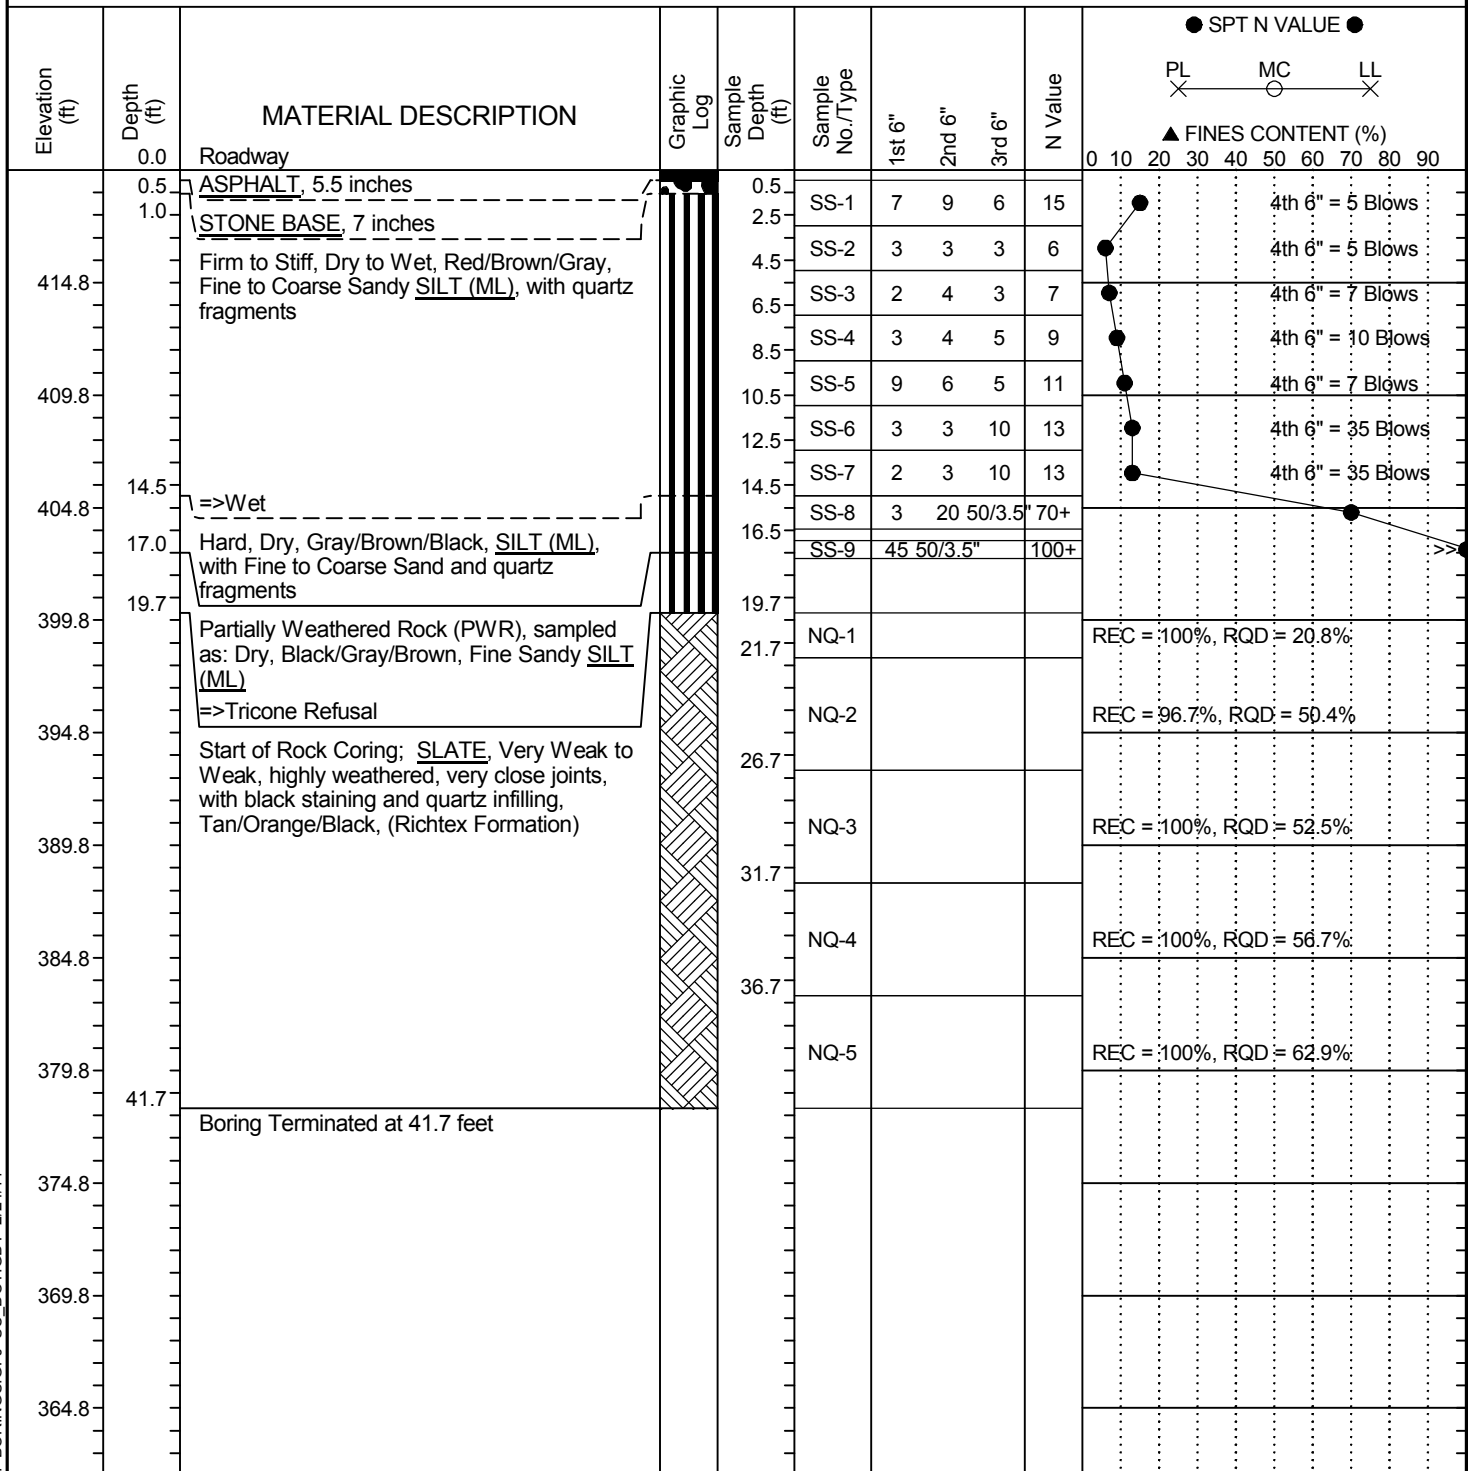 ● SPT N VALUE ●
PL MC LL
▲ FINES CONTENT (%)
0 10 20 30 40 50 60 70 80 90
Elevation (ft)
Depth (ft)
MATERIAL DESCRIPTION
Graphic Log
Sample Depth (ft)
Sample No./Type
1st 6"
2nd 6"
3rd 6"
N Value
0.0 Roadway
0.5 ASPHALT, 5.5 inches
1.0 STONE BASE, 7 inches
Firm to Stiff, Dry to Wet, Red/Brown/Gray,
Fine to Coarse Sandy SILT (ML), with quartz
fragments
14.5 =>Wet
17.0 Hard, Dry, Gray/Brown/Black, SILT (ML),
with Fine to Coarse Sand and quartz
fragments
19.7
Partially Weathered Rock (PWR), sampled
as: Dry, Black/Gray/Brown, Fine Sandy SILT
(ML)
=>Tricone Refusal
Start of Rock Coring; SLATE, Very Weak to
Weak, highly weathered, very close joints,
with black staining and quartz infilling,
Tan/Orange/Black, (Richtex Formation)
41.7
Boring Terminated at 41.7 feet
414.8
409.8
404.8
399.8
394.8
389.8
384.8
379.8
374.8
369.8
364.8
0.5
2.5
4.5
6.5
8.5
10.5
12.5
14.5
16.5
19.7
21.7
26.7
31.7
36.7
SS-1 7 9 6 15 4th 6" = 5 Blows
SS-2 3 3 3 6 4th 6" = 5 Blows
SS-3 2 4 3 7 4th 6" = 7 Blows
SS-4 3 4 5 9 4th 6" = 10 Blows
SS-5 9 6 5 11 4th 6" = 7 Blows
SS-6 3 3 10 13 4th 6" = 35 Blows
SS-7 2 3 10 13 4th 6" = 35 Blows
SS-8 3 20 50/3.5" 70+
SS-9 45 50/3.5" 100+ >>
NQ-1 REC = 100%, RQD = 20.8%
NQ-2 REC = 96.7%, RQD = 50.4%
NQ-3 REC = 100%, RQD = 52.5%
NQ-4 REC = 100%, RQD = 56.7%
NQ-5 REC = 100%, RQD = 62.9%